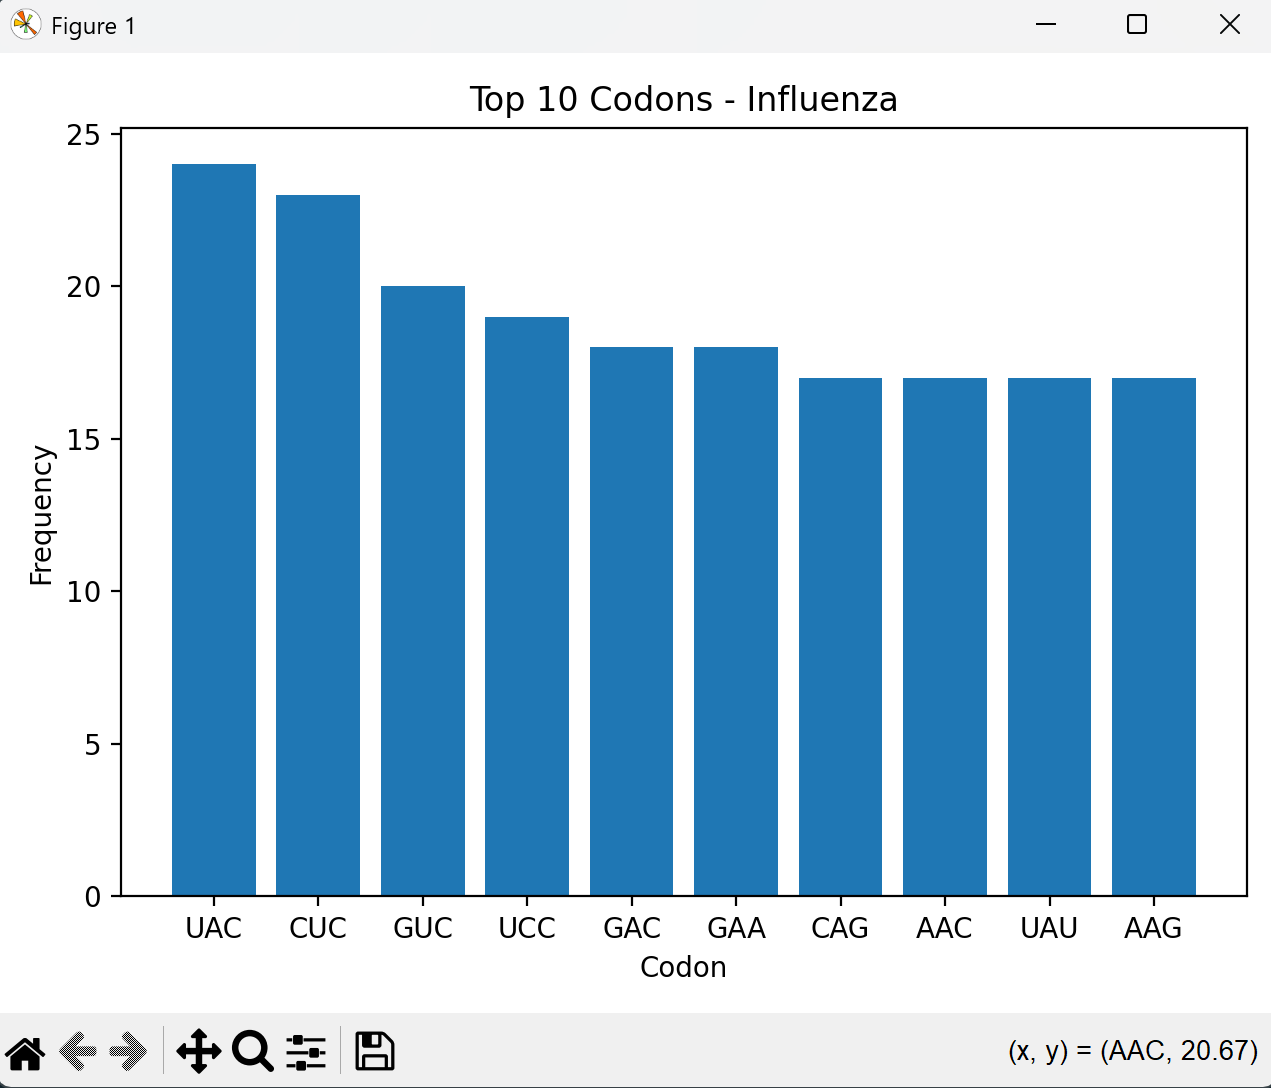 Figure 1
Top 10 Codons - Influenza
25
20
15
10
5
0
Frequency
UAC CUC GUC UCC GAC GAA CAG AAC UAU AAG
Codon
(x, y) = (AAC, 20.67)